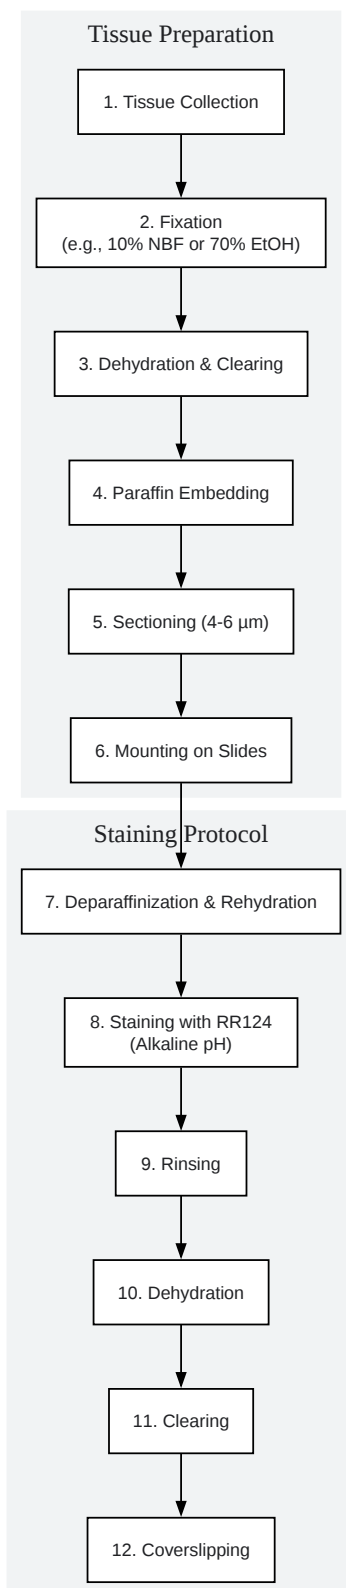 Tissue Preparation
1. Tissue Collection
2. Fixation
(e.g., 10% NBF or 70% EtOH)
3. Dehydration & Clearing
4. Paraffin Embedding
5. Sectioning (4-6 µm)
6. Mounting on Slides
Staining Protocol
7. Deparaffinization & Rehydration
8. Staining with RR124
(Alkaline pH)
9. Rinsing
10. Dehydration
11. Clearing
12. Coverslipping